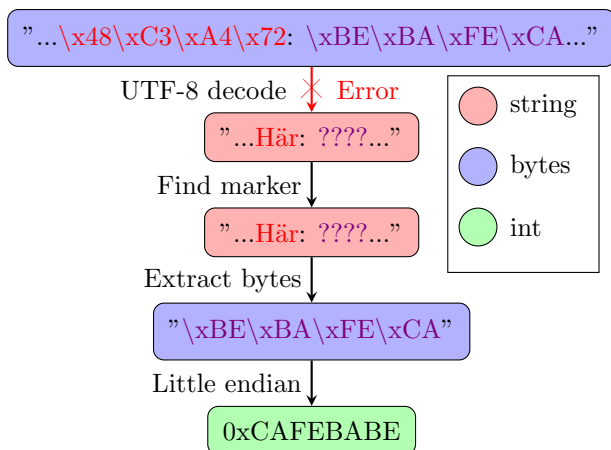 "...\x48\xC3\xA4\x72: \xBE\xBA\xFE\xCA..."
UTF-8 decode Error
"...Här: ????..."
Find marker
"...Här: ????..."
Extract bytes
"\xBE\xBA\xFE\xCA"
Little endian
0xCAFEBABE
string
bytes
int